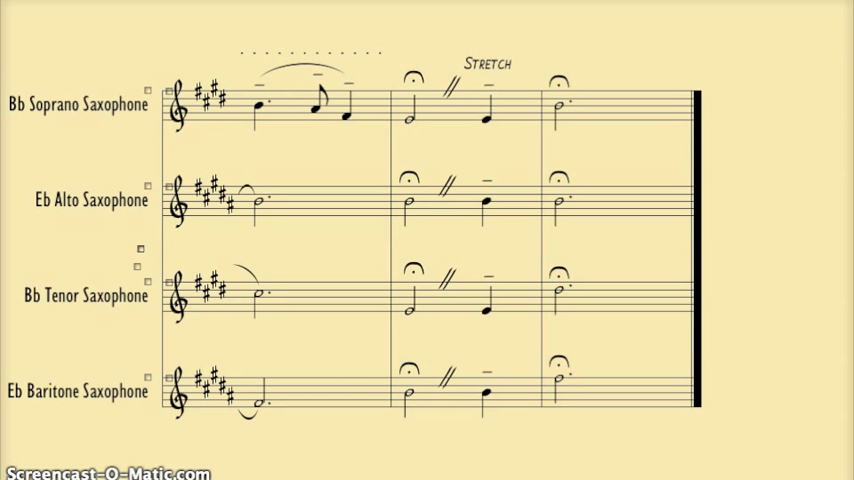 STRETCH
Bb Soprano Saxophone
Eb Alto Saxophone
Bb Tenor Saxophone
Eb Baritone Saxophone
Screencast-O-Matic.com